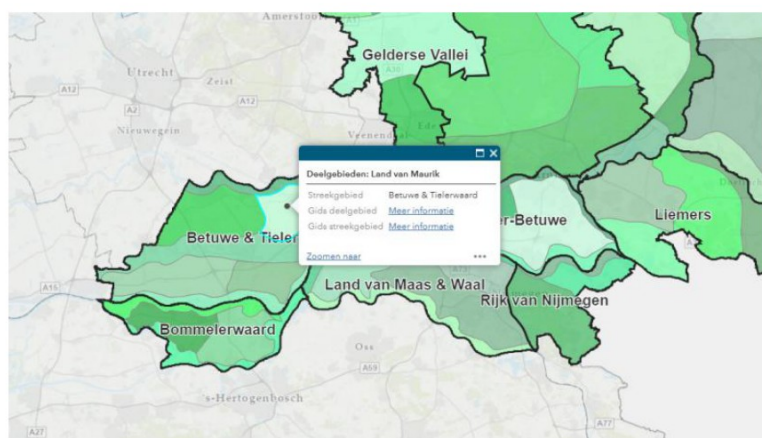 Amersfoort
Gelderse Vallei
A30
Utrecht
Zeist
A12
A2
A12
Nieuwegein
Ede
Veenendaal
Deelgebieden: Land van Maurik
Streekgebied Betuwe & Tielerwaard
Gids deelgebied Meer informatie
Gids streekgebied Meer informatie
Zoomen naar
er-Betuwe
Liemers
Betuwe & Tieler
A15
A73
Land van Maas & Waal
Rijk van Nijmegen
Bommelerwaard
Oss
A59
s-Hertogenbosch
A27
A77